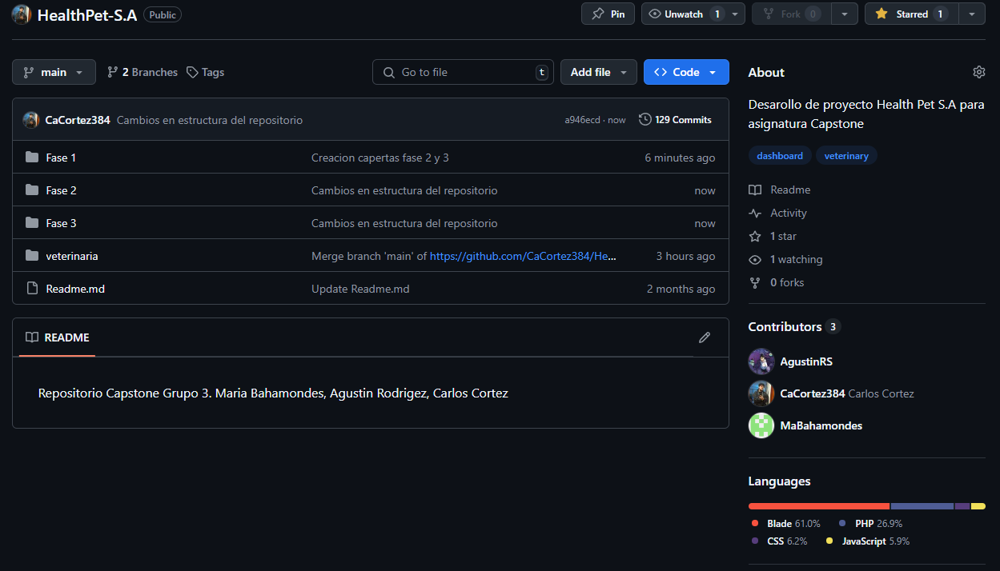 HealthPet-S.A Public Pin Unwatch 1 Fork 0 Starred 1
main 2 Branches Tags Go to file t Add file Code
CaCortez384 Cambios en estructura del repositorio a946ecd · now 129 Commits
Fase 1 Creacion capertas fase 2 y 3 6 minutes ago
Fase 2 Cambios en estructura del repositorio now
Fase 3 Cambios en estructura del repositorio now
veterinaria Merge branch 'main' of https://github.com/CaCortez384/He... 3 hours ago
Readme.md Update Readme.md 2 months ago
README
Repositorio Capstone Grupo 3. Maria Bahamondes, Agustin Rodrigez, Carlos Cortez
About
Desarollo de proyecto Health Pet S.A para
asignatura Capstone
dashboard veterinary
Readme
Activity
1 star
1 watching
0 forks
Contributors 3
AgustinRS
CaCortez384 Carlos Cortez
MaBahamondes
Languages
Blade 61.0% PHP 26.9%
CSS 6.2% JavaScript 5.9%